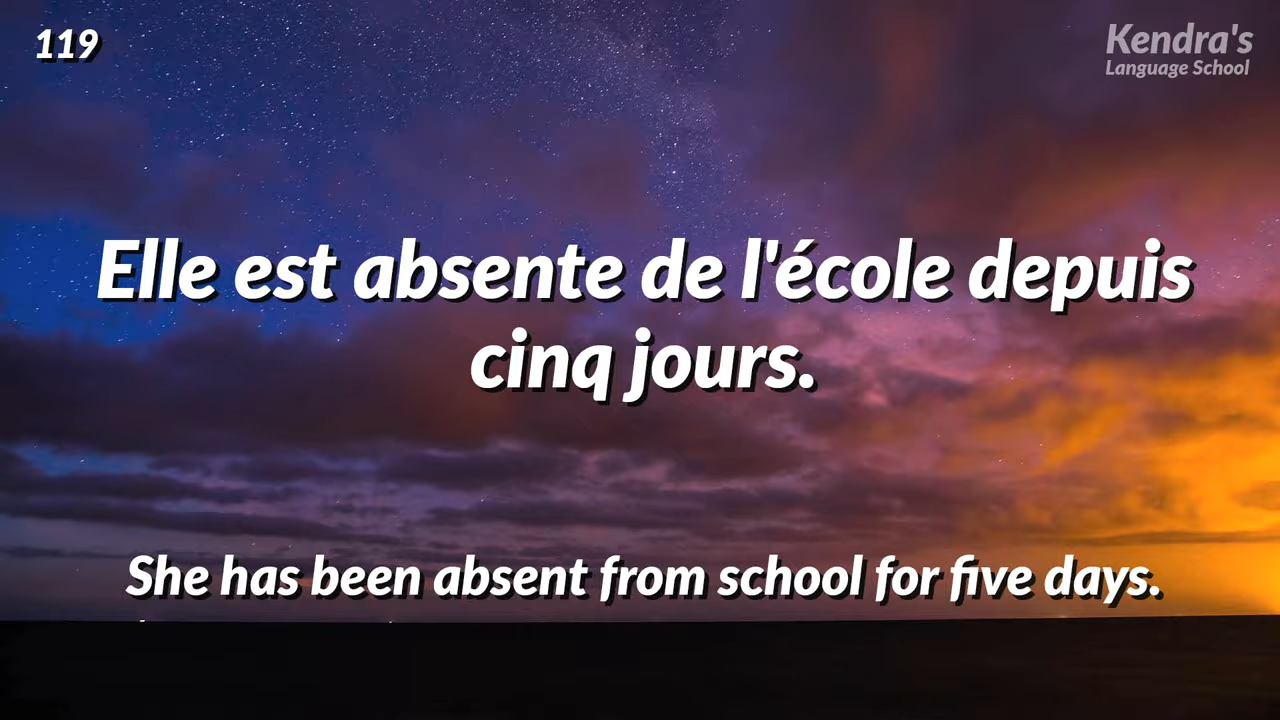 119
Kendra's
Language School
Elle est absente de l'école depuis
cinq jours.
She has been absent from school for five days.